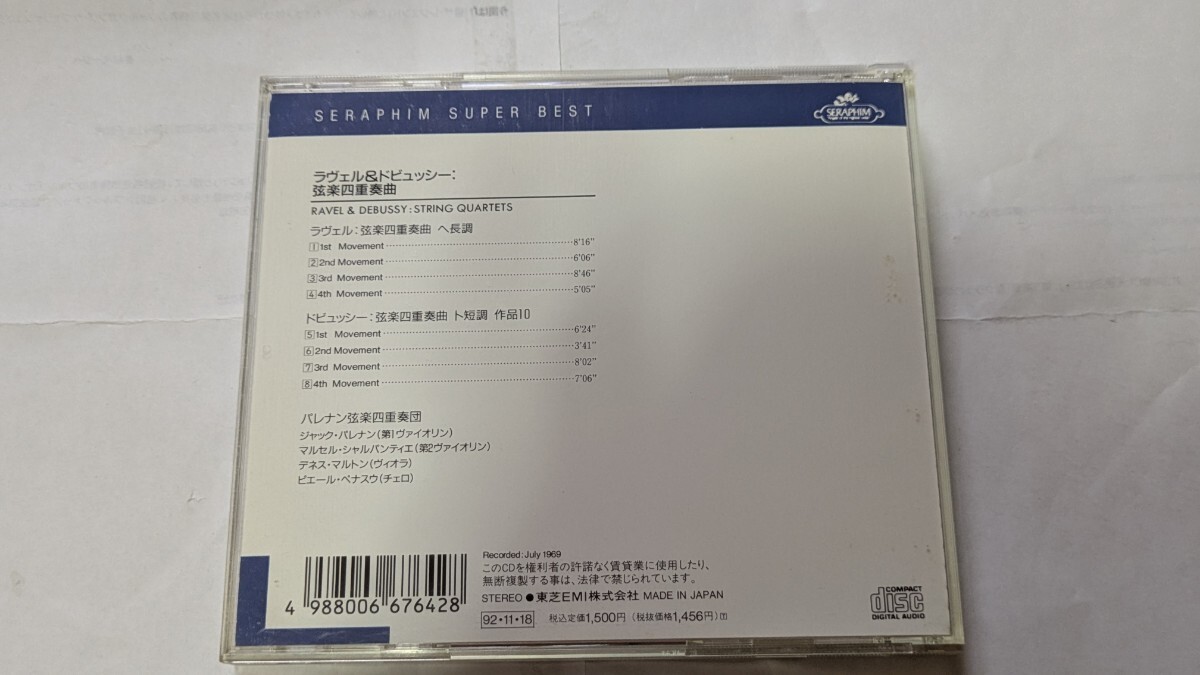 SERAPHIM SUPER BEST
SERAPHIM
ラヴェル&ドビュッシー:
弦楽四重奏曲
RAVEL & DEBUSSY: STRING QUARTETS
ラヴェル:弦楽四重奏曲 ヘ長調
1 1st Movement 8'16"
2 2nd Movement 6'06"
3 3rd Movement 8'46"
4 4th Movement 5'05"
ドビュッシー:弦楽四重奏曲 ト短調 作品10
5 1st Movement 6'24"
6 2nd Movement 3'41"
7 3rd Movement 8'02"
8 4th Movement 7'06"
パレナン弦楽四重奏団
ジャック・パレナン(第1ヴァイオリン)
マルセル・シャルパンティエ(第2ヴァイオリン)
デネス・マルトン(ヴィオラ)
ピエール・ペナスウ(チェロ)
Recorded: July 1969
このCDを権利者の許諾なく賃貸業に使用したり、
無断複製する事は、法律で禁じられています。
STEREO ● 東芝EMI株式会社 MADE IN JAPAN
92・11・18 税込定価1,500円 (税抜価格1,456円)
4 988006 676428
COMPACT
disc
DIGITAL AUDIO